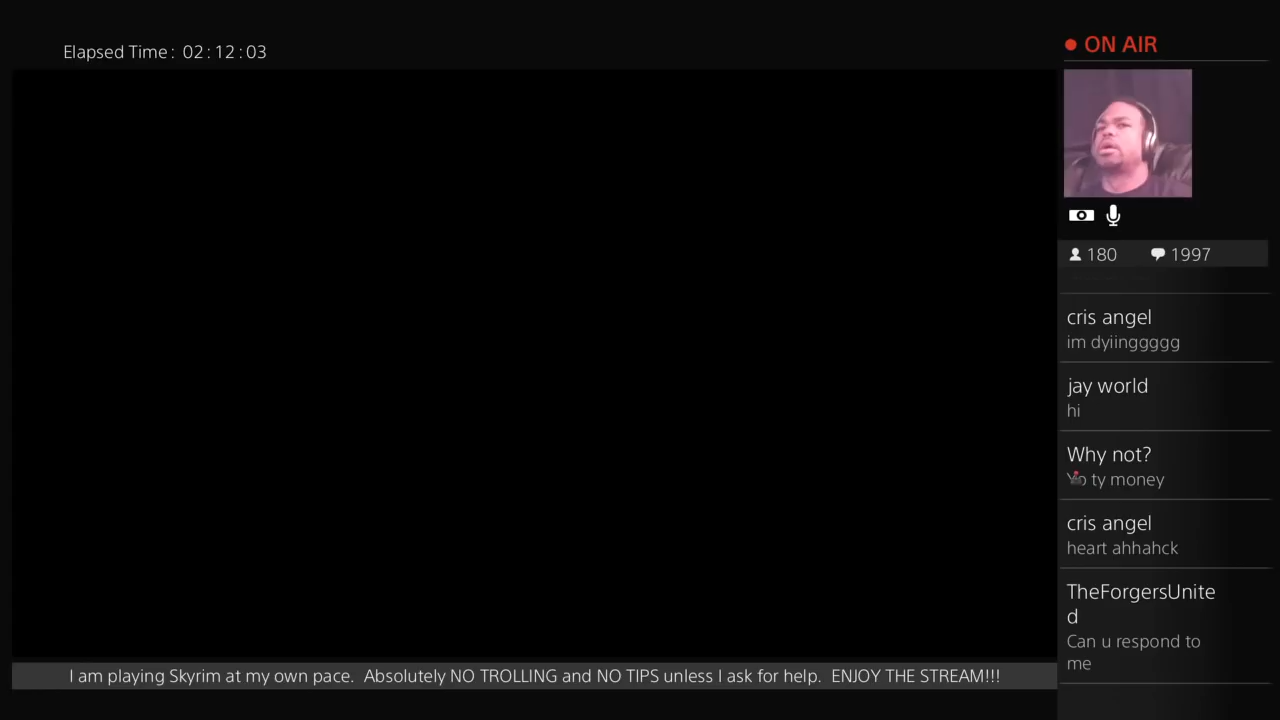 Elapsed Time: 02:12:03
ON AIR
180 1997
cris angel
im dyiinggggg
jay world
hi
Why not?
Yo ty money
cris angel
heart ahhahck
TheForgersUnite
d
Can u respond to
me
I am playing Skyrim at my own pace. Absolutely NO TROLLING and NO TIPS unless I ask for help. ENJOY THE STREAM!!!